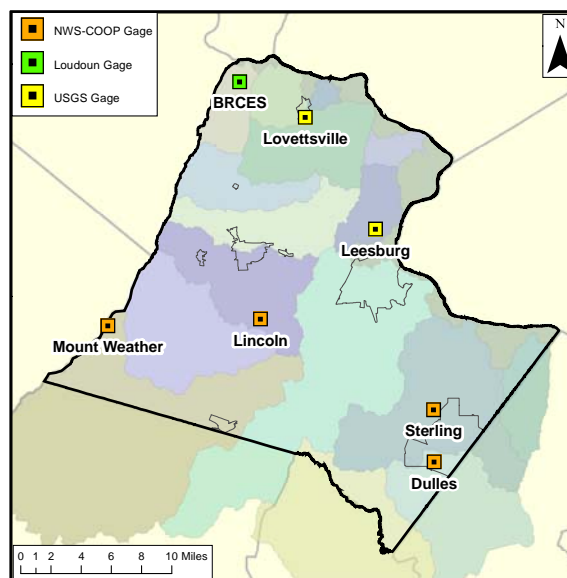 NWS-COOP Gage
Loudoun Gage
USGS Gage
N
BRCES
Lovettsville
Leesburg
Mount Weather
Lincoln
Sterling
Dulles
0 1 2 4 6 8 10 Miles